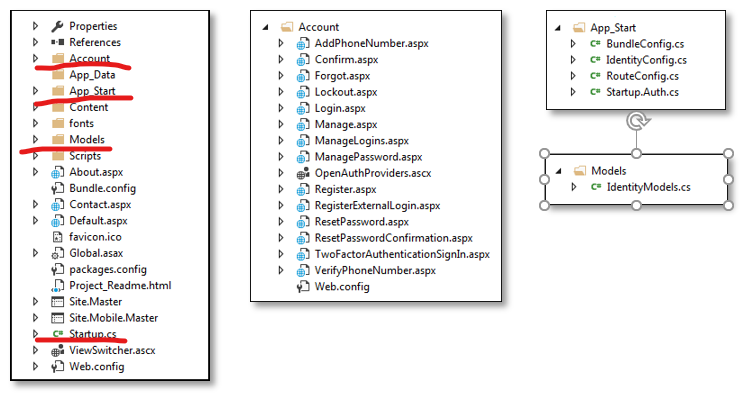 Properties
References
Account
App_Data
App_Start
Content
fonts
Models
Scripts
About.aspx
Bundle.config
Contact.aspx
Default.aspx
favicon.ico
Global.asax
packages.config
Project_Readme.html
Site.Master
Site.Mobile.Master
C# Startup.cs
ViewSwitcher.ascx
Web.config
Account
AddPhoneNumber.aspx
Confirm.aspx
Forgot.aspx
Lockout.aspx
Login.aspx
Manage.aspx
ManageLogins.aspx
ManagePassword.aspx
OpenAuthProviders.ascx
Register.aspx
RegisterExternalLogin.aspx
ResetPassword.aspx
ResetPasswordConfirmation.aspx
TwoFactorAuthenticationSignIn.aspx
VerifyPhoneNumber.aspx
Web.config
App_Start
C# BundleConfig.cs
C# IdentityConfig.cs
C# RouteConfig.cs
C# Startup.Auth.cs
Models
C# IdentityModels.cs